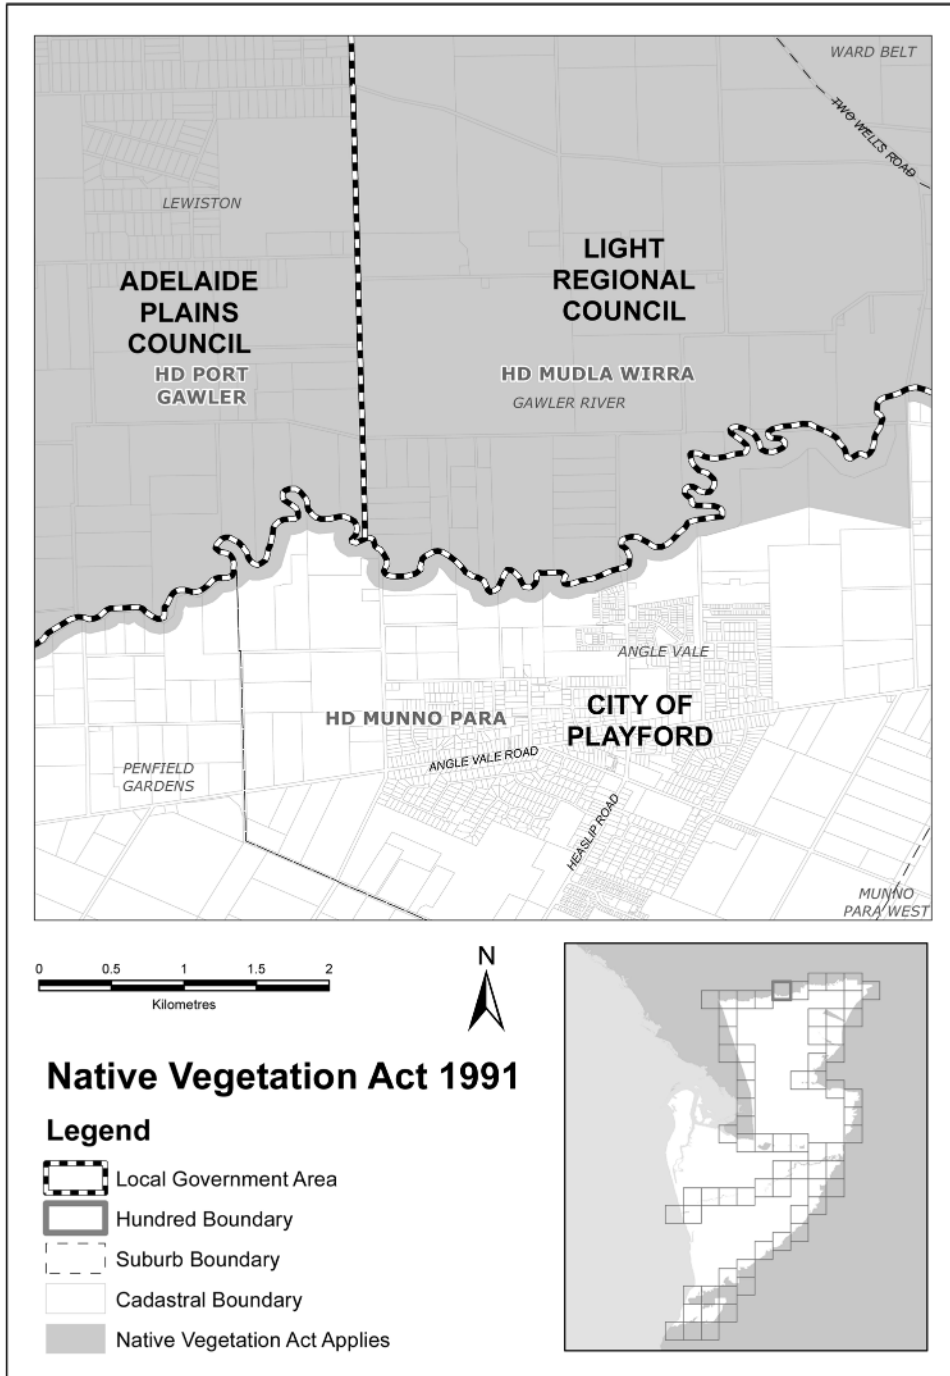 WARD BELT
TWO WELLS ROAD
LEWISTON
LIGHT
REGIONAL
COUNCIL
ADELAIDE
PLAINS
COUNCIL
HD PORT
GAWLER
HD MUDLA WIRRA
GAWLER RIVER
ANGLE VALE
CITY OF
PLAYFORD
HD MUNNO PARA
ANGLE VALE ROAD
PENFIELD
GARDENS
HEASLIP ROAD
MUNNO
PARA WEST
0 0.5 1 1.5 2
Kilometres
N
Native Vegetation Act 1991
Legend
Local Government Area
Hundred Boundary
Suburb Boundary
Cadastral Boundary
Native Vegetation Act Applies